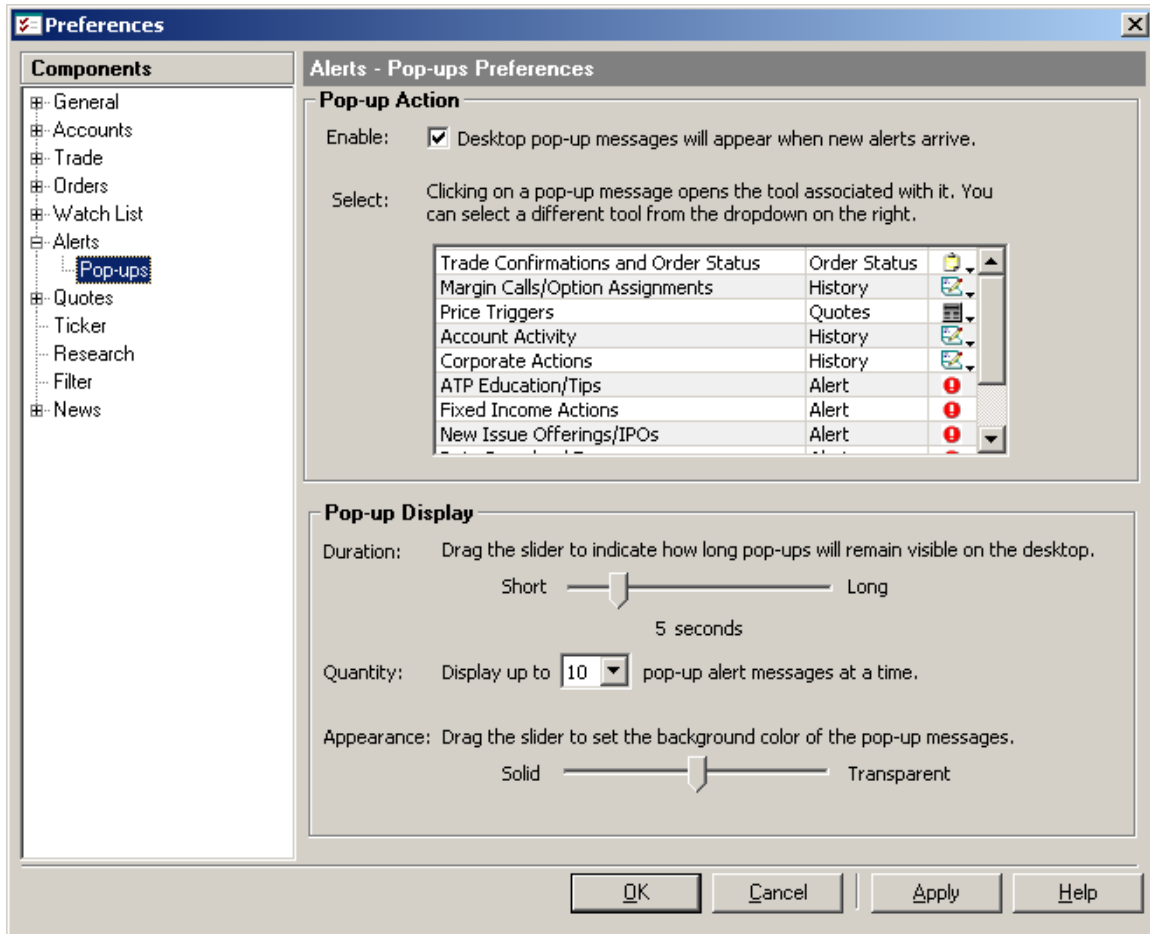 Preferences
Components
General
Accounts
Trade
Orders
Watch List
Alerts
Pop-ups
Quotes
Ticker
Research
Filter
News
Alerts - Pop-ups Preferences
Pop-up Action
Enable: Desktop pop-up messages will appear when new alerts arrive.
Select: Clicking on a pop-up message opens the tool associated with it. You
can select a different tool from the dropdown on the right.
Trade Confirmations and Order Status Order Status
Margin Calls/Option Assignments History
Price Triggers Quotes
Account Activity History
Corporate Actions History
ATP Education/Tips Alert
Fixed Income Actions Alert
New Issue Offerings/IPOs Alert
Pop-up Display
Duration: Drag the slider to indicate how long pop-ups will remain visible on the desktop.
Short Long
5 seconds
Quantity: Display up to 10 pop-up alert messages at a time.
Appearance: Drag the slider to set the background color of the pop-up messages.
Solid Transparent
OK Cancel Apply Help